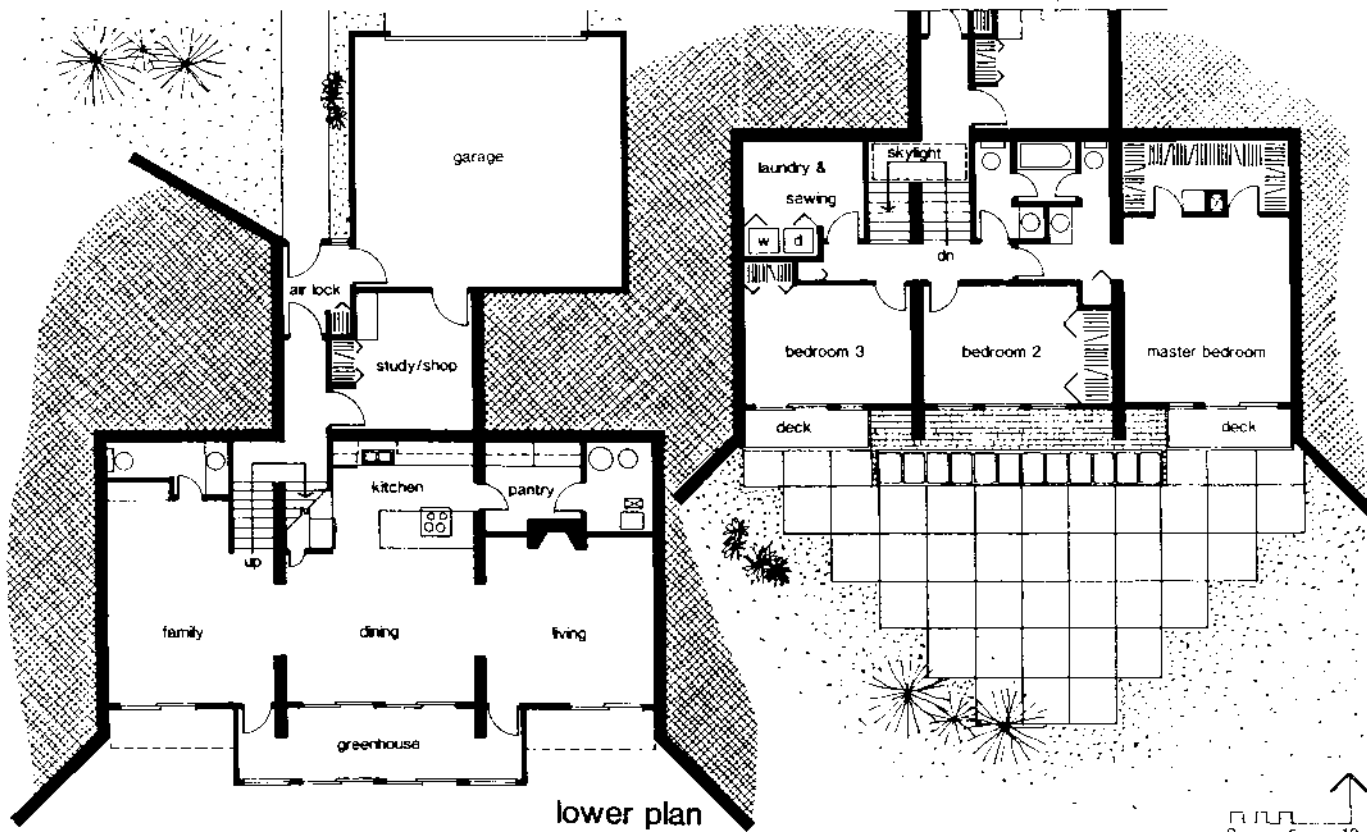 garage
air lock
study/shop
kitchen
pantry
up
family
dining
living
greenhouse
lower plan
laundry &
sewing
skylight
w
d
dn
bedroom 3
bedroom 2
master bedroom
deck
deck